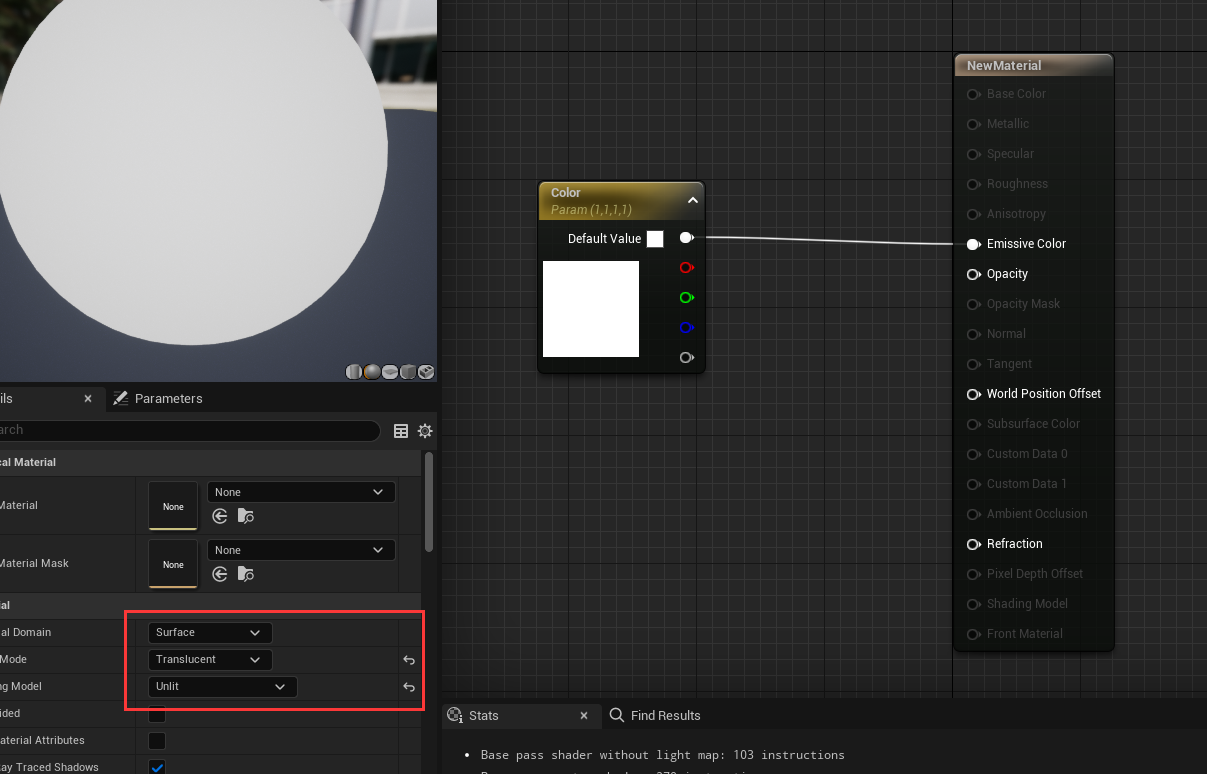 NewMaterial
Base Color
Metallic
Specular
Roughness
Anisotropy
Emissive Color
Opacity
Opacity Mask
Normal
Tangent
World Position Offset
Subsurface Color
Custom Data 0
Custom Data 1
Ambient Occlusion
Refraction
Pixel Depth Offset
Shading Model
Front Material
Color
Param (1,1,1,1)
Default Value
ils
Parameters
arch
cal Material
Material
None
None
Material Mask
None
None
ial
al Domain
Surface
Mode
Translucent
ng Model
Unlit
ided
aterial Attributes
ay Traced Shadows
Stats
Find Results
• Base pass shader without light map: 103 instructions